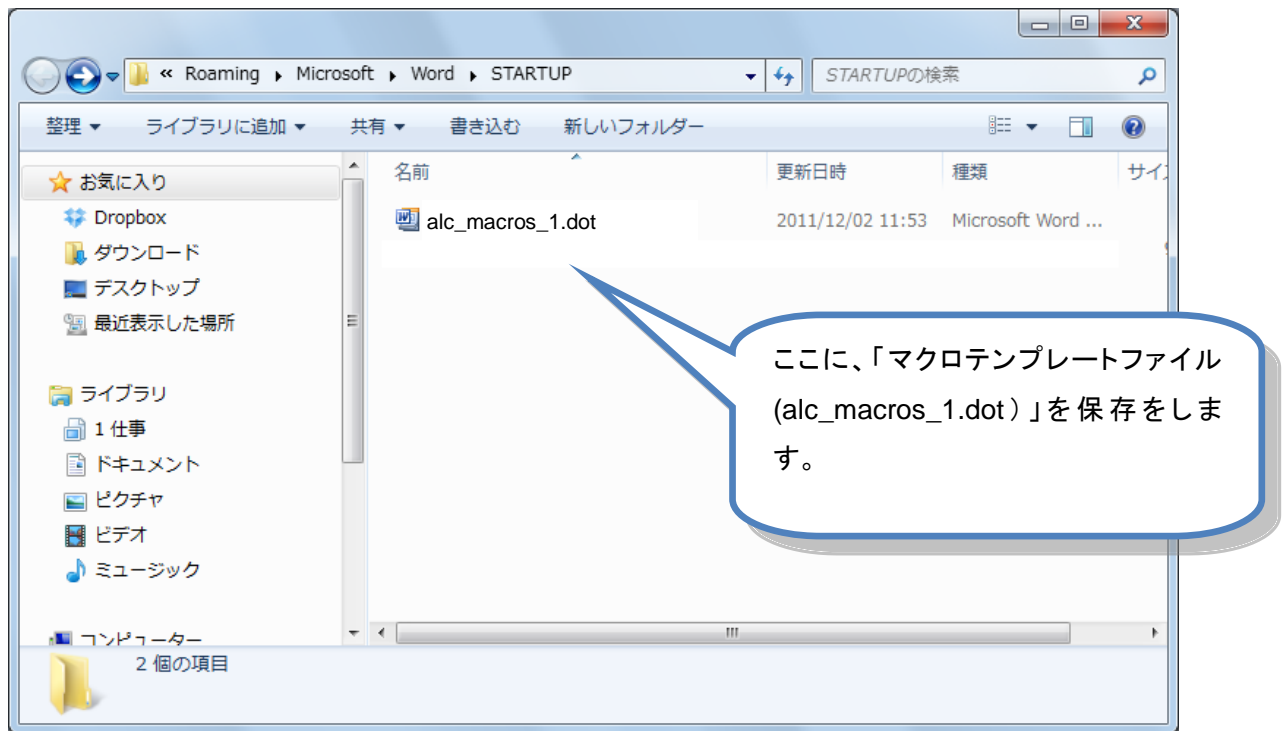 « Roaming ▸ Microsoft ▸ Word ▸ STARTUP
STARTUPの検索
整理 ライブラリに追加 共有 書き込む 新しいフォルダー
お気に入り
Dropbox
ダウンロード
デスクトップ
最近表示した場所
ライブラリ
1 仕事
ドキュメント
ピクチャ
ビデオ
ミュージック
コンピューター
名前 更新日時 種類 サイズ
alc_macros_1.dot 2011/12/02 11:53 Microsoft Word ...
ここに、「マクロテンプレートファイル
(alc_macros_1.dot）」を保存をしま
す。
2 個の項目